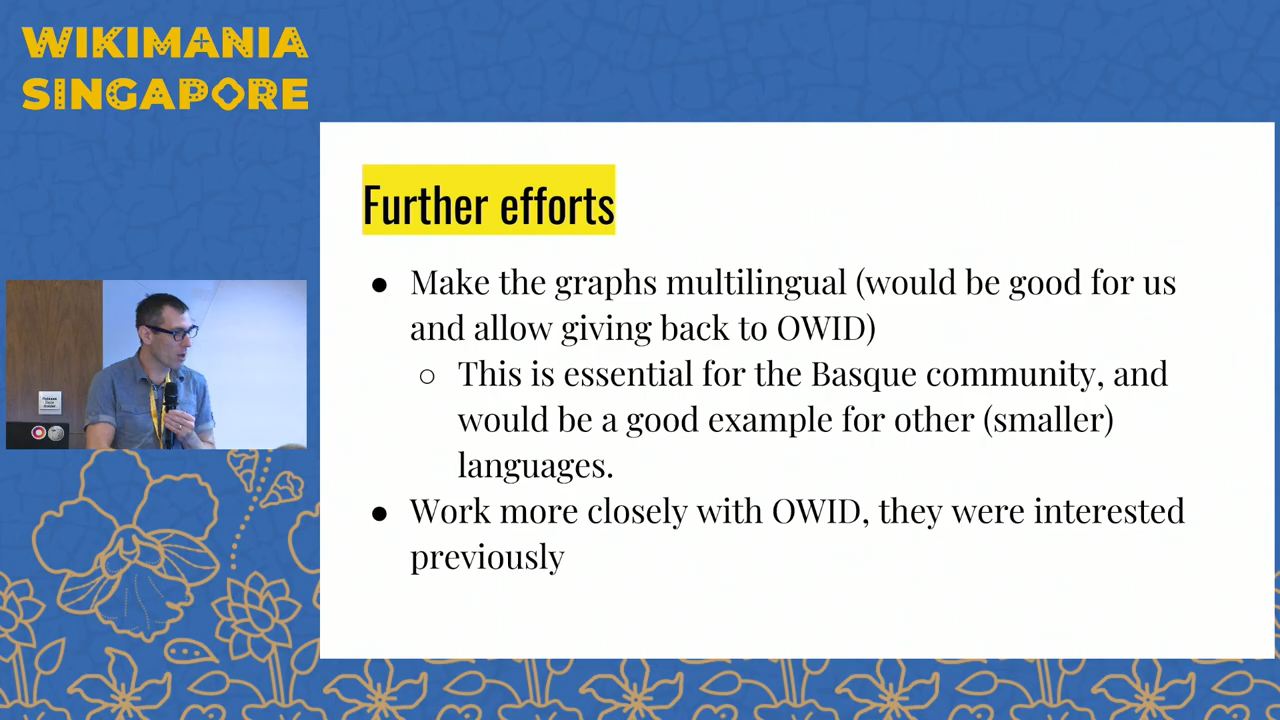 WIKIMANIA
SINGAPORE
Further efforts
● Make the graphs multilingual (would be good for us
and allow giving back to OWID)
○ This is essential for the Basque community, and
would be a good example for other (smaller)
languages.
● Work more closely with OWID, they were interested
previously